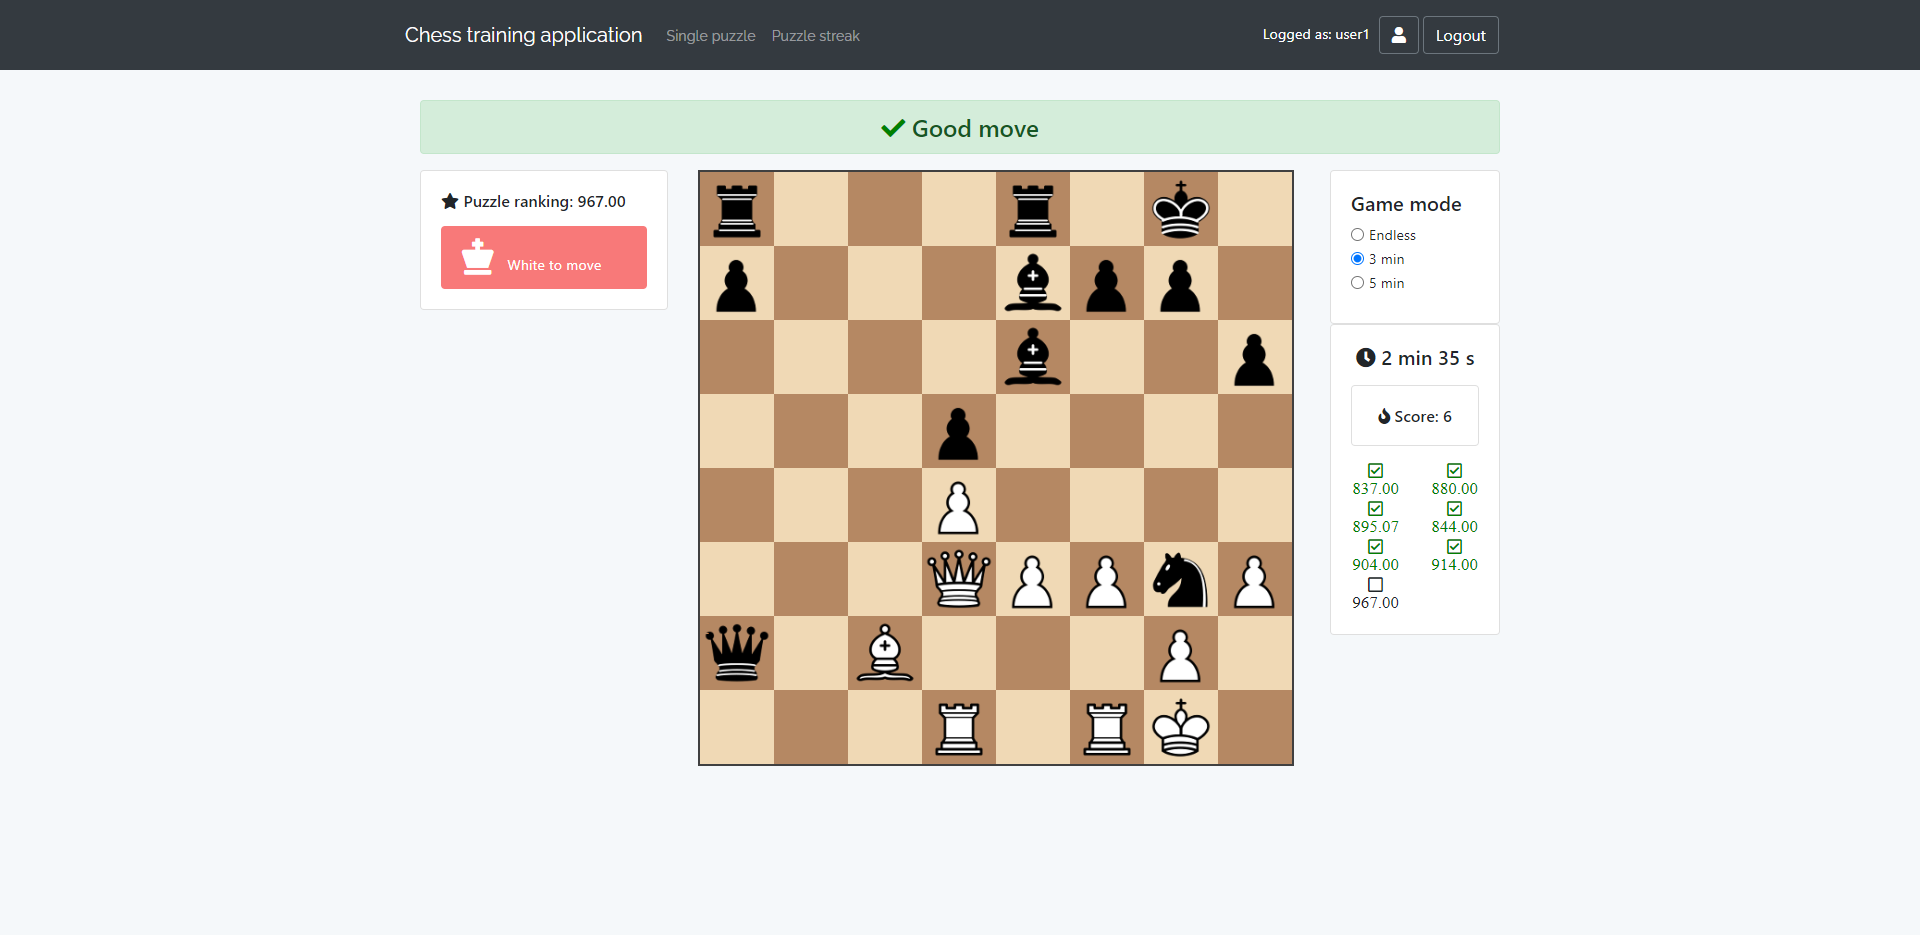 Chess training application
Single puzzle
Puzzle streak
Logged as: user1
Logout
Good move
Puzzle ranking: 967.00
White to move
Game mode
Endless
3 min
5 min
2 min 35 s
Score: 6
837.00
880.00
895.07
844.00
904.00
914.00
967.00